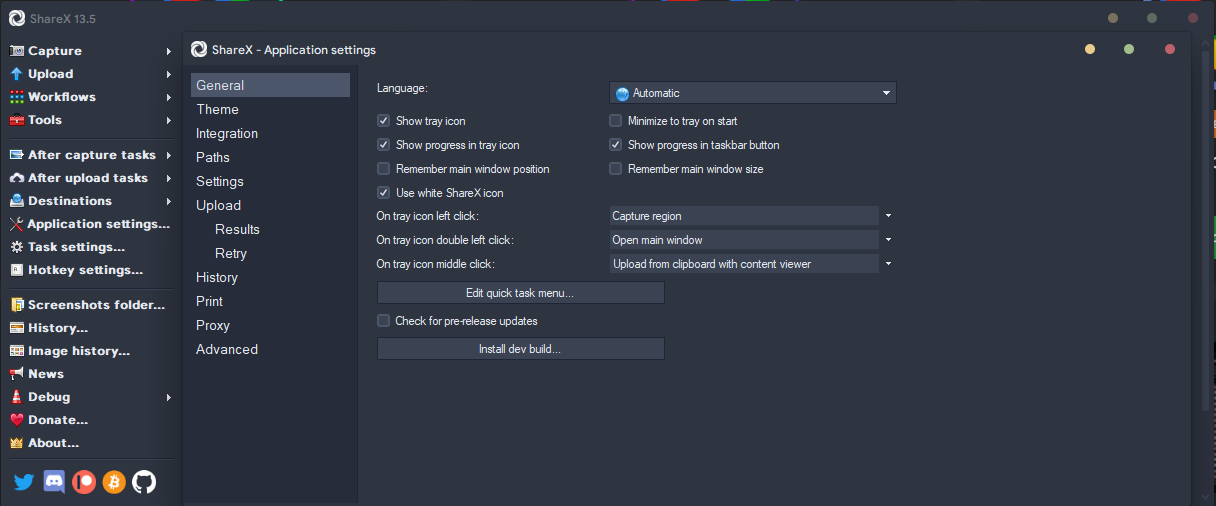 ShareX 13.5
Capture
Upload
Workflows
Tools
After capture tasks
After upload tasks
Destinations
Application settings...
Task settings...
Hotkey settings...
Screenshots folder...
History...
Image history...
News
Debug
Donate...
About...
ShareX - Application settings
General
Theme
Integration
Paths
Settings
Upload
Results
Retry
History
Print
Proxy
Advanced
Language: Automatic
Show tray icon Minimize to tray on start
Show progress in tray icon Show progress in taskbar button
Remember main window position Remember main window size
Use white ShareX icon
On tray icon left click: Capture region
On tray icon double left click: Open main window
On tray icon middle click: Upload from clipboard with content viewer
Edit quick task menu...
Check for pre-release updates
Install dev build...